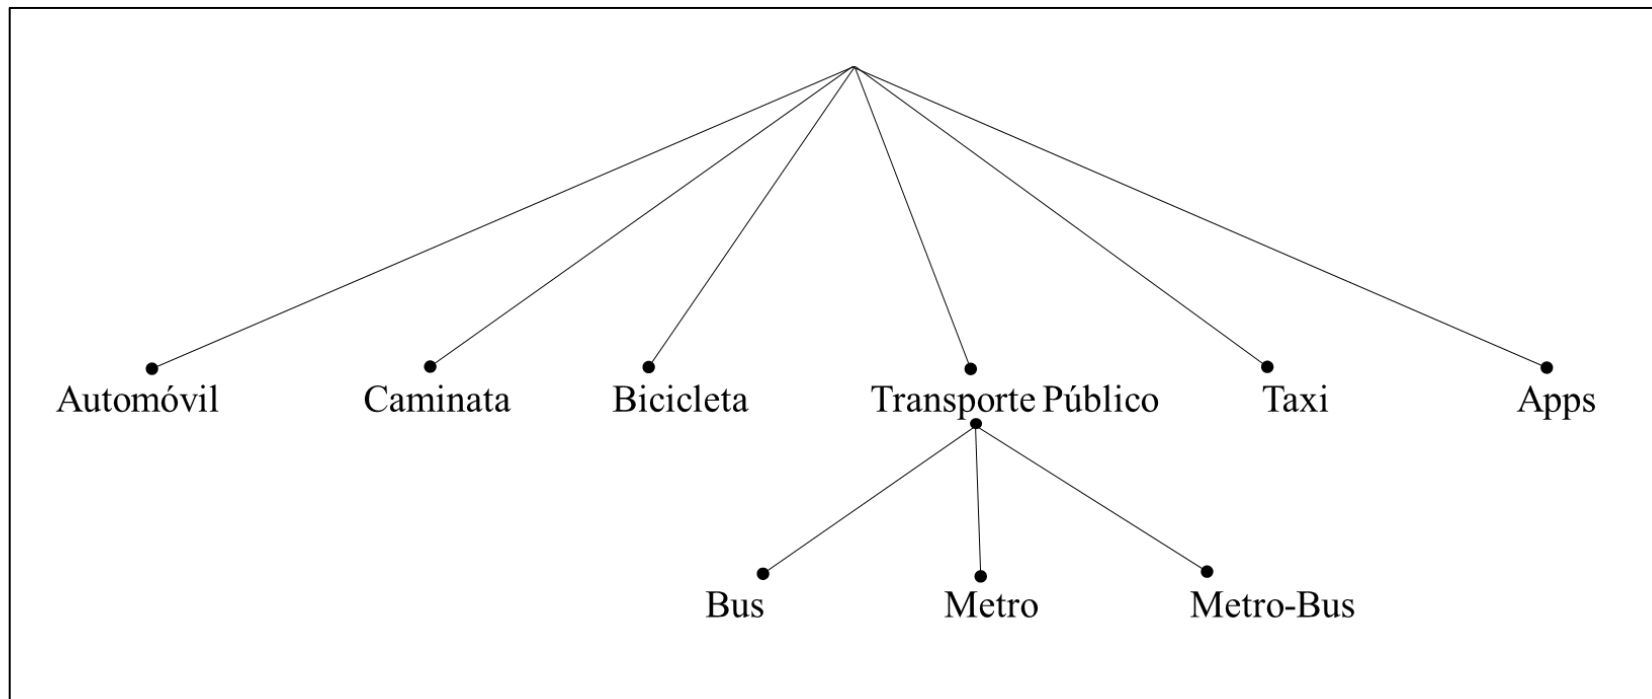 Automóvil Caminata Bicicleta Transporte Público Taxi Apps
Bus Metro Metro-Bus